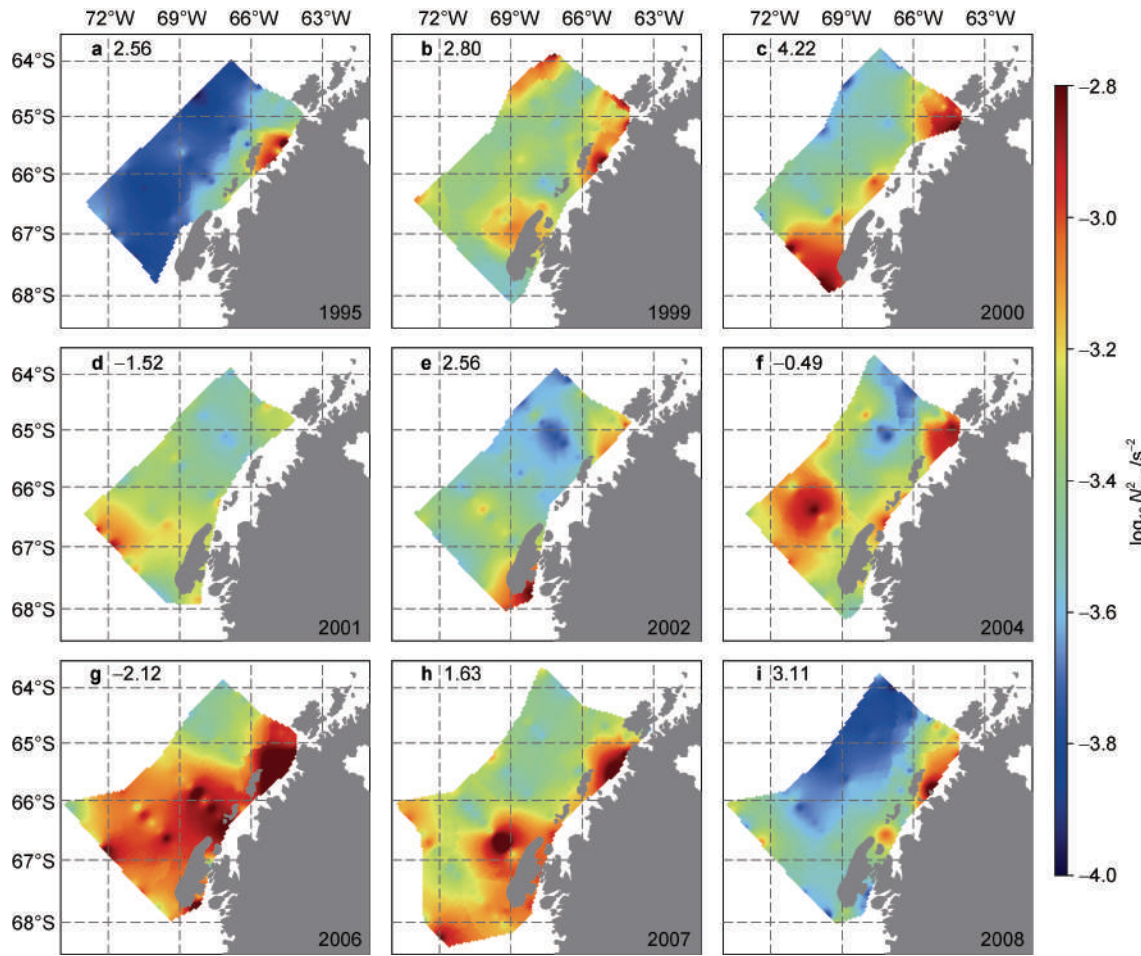 72°W 69°W 66°W 63°W 72°W 69°W 66°W 63°W 72°W 69°W 66°W 63°W
a 2.56 b 2.80 c 4.22
64°S
65°S
66°S
67°S
68°S
1995 1999 2000
d −1.52 e 2.56 f −0.49
64°S
65°S
66°S
67°S
68°S
2001 2002 2004
g −2.12 h 1.63 i 3.11
64°S
65°S
66°S
67°S
68°S
2006 2007 2008
−2.8
−3.0
−3.2
−3.6
−3.8
−4.0
N² /s⁻²